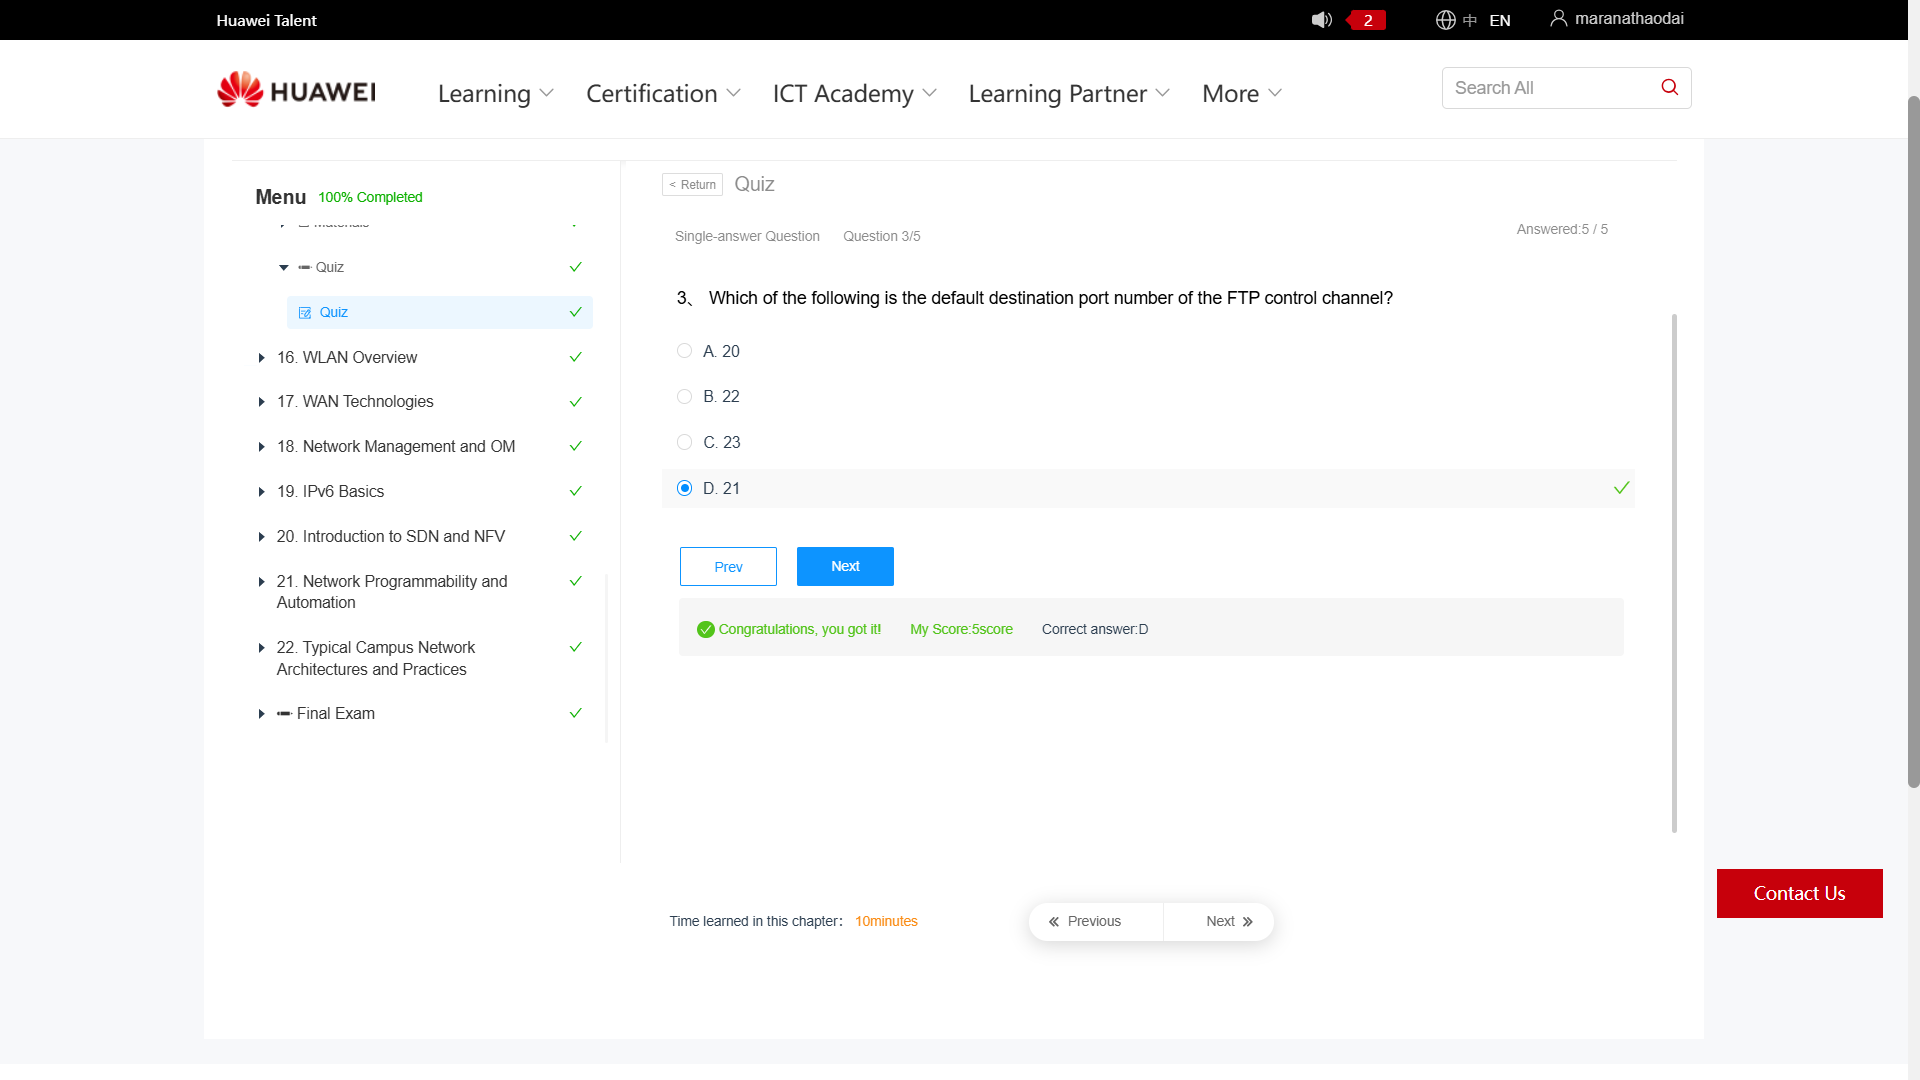 Huawei Talent
2
中 EN
maranathaodai
HUAWEI
Learning
Certification
ICT Academy
Learning Partner
More
Search All
Menu 100% Completed
Materials
Quiz
Quiz
16. WLAN Overview
17. WAN Technologies
18. Network Management and OM
19. IPv6 Basics
20. Introduction to SDN and NFV
21. Network Programmability and
Automation
22. Typical Campus Network
Architectures and Practices
Final Exam
< Return Quiz
Single-answer Question Question 3/5
Answered:5 / 5
3、 Which of the following is the default destination port number of the FTP control channel?
A. 20
B. 22
C. 23
D. 21
Prev
Next
Congratulations, you got it! My Score:5score Correct answer:D
Time learned in this chapter： 10minutes
Previous
Next
Contact Us